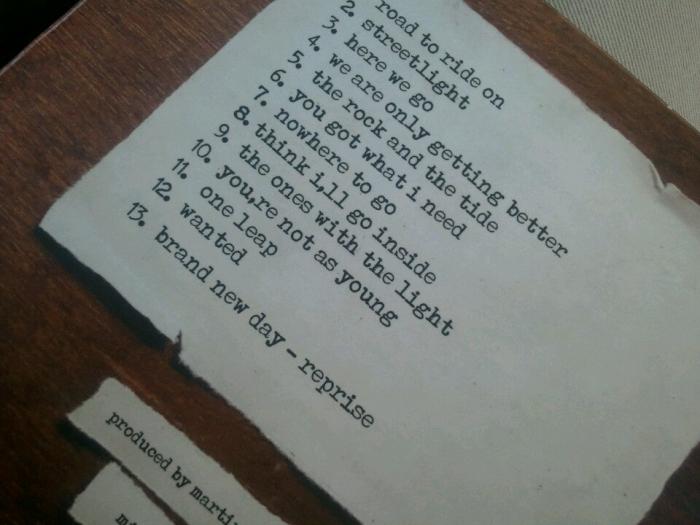 road to ride on
2. streetlight
3. here we go
4. we are only getting better
5. the rock and the tide
6. you got what i need
7. nowhere to go
8. think i,ll go inside
9. the ones with the light
10. you,re not as young
11. one leap
12. wanted
13. brand new day - reprise
produced by marti